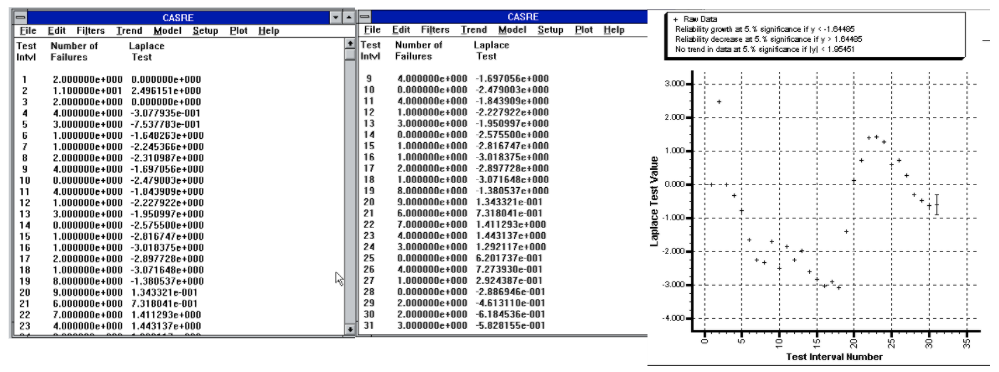 CASRE
File Edit Filters Trend Model Setup Plot Help
Test Number of Laplace
Intvl Failures Test
1 2.000000e+000 0.000000e+000
2 1.100000e+001 2.496151e+000
3 2.000000e+000 0.000000e+000
4 4.000000e+000 -3.077935e-001
5 3.000000e+000 -7.537783e-001
6 1.000000e+000 -1.640263e+000
7 1.000000e+000 -2.245366e+000
8 2.000000e+000 -2.310987e+000
9 4.000000e+000 -1.697056e+000
10 0.000000e+000 -2.479003e+000
11 4.000000e+000 -1.843909e+000
12 1.000000e+000 -2.227922e+000
13 3.000000e+000 -1.950997e+000
14 0.000000e+000 -2.575500e+000
15 1.000000e+000 -2.816747e+000
16 1.000000e+000 -3.018375e+000
17 2.000000e+000 -2.897728e+000
18 1.000000e+000 -3.071648e+000
19 8.000000e+000 -1.380537e+000
20 9.000000e+000 1.343321e-001
21 6.000000e+000 7.318041e-001
22 7.000000e+000 1.411293e+000
23 4.000000e+000 1.443137e+000
CASRE
File Edit Filters Trend Model Setup Plot Help
Test Number of Laplace
Intvl Failures Test
9 4.000000e+000 -1.697056e+000
10 0.000000e+000 -2.479003e+000
11 4.000000e+000 -1.843909e+000
12 1.000000e+000 -2.227922e+000
13 3.000000e+000 -1.950997e+000
14 0.000000e+000 -2.575500e+000
15 1.000000e+000 -2.816747e+000
16 1.000000e+000 -3.018375e+000
17 2.000000e+000 -2.897728e+000
18 1.000000e+000 -3.071648e+000
19 8.000000e+000 -1.380537e+000
20 9.000000e+000 1.343321e-001
21 6.000000e+000 7.318041e-001
22 7.000000e+000 1.411293e+000
23 4.000000e+000 1.443137e+000
24 3.000000e+000 1.292117e+000
25 0.000000e+000 6.201737e-001
26 4.000000e+000 7.273930e-001
27 1.000000e+000 2.924387e-001
28 0.000000e+000 -2.886946e-001
29 2.000000e+000 -4.613110e-001
30 2.000000e+000 -6.184536e-001
31 3.000000e+000 -5.828155e-001
+ Raw Data
Reliability growth at 5.% significance if y < -1.64485
Reliability decrease at 5.% significance if y > 1.64485
No trend in data at 5.% significance if |y| < 1.95451
3.000
2.000
1.000
0.000
-1.000
-2.000
-3.000
-4.000
Laplace Test Value
0 5 10 15 20 25 30 35
Test Interval Number